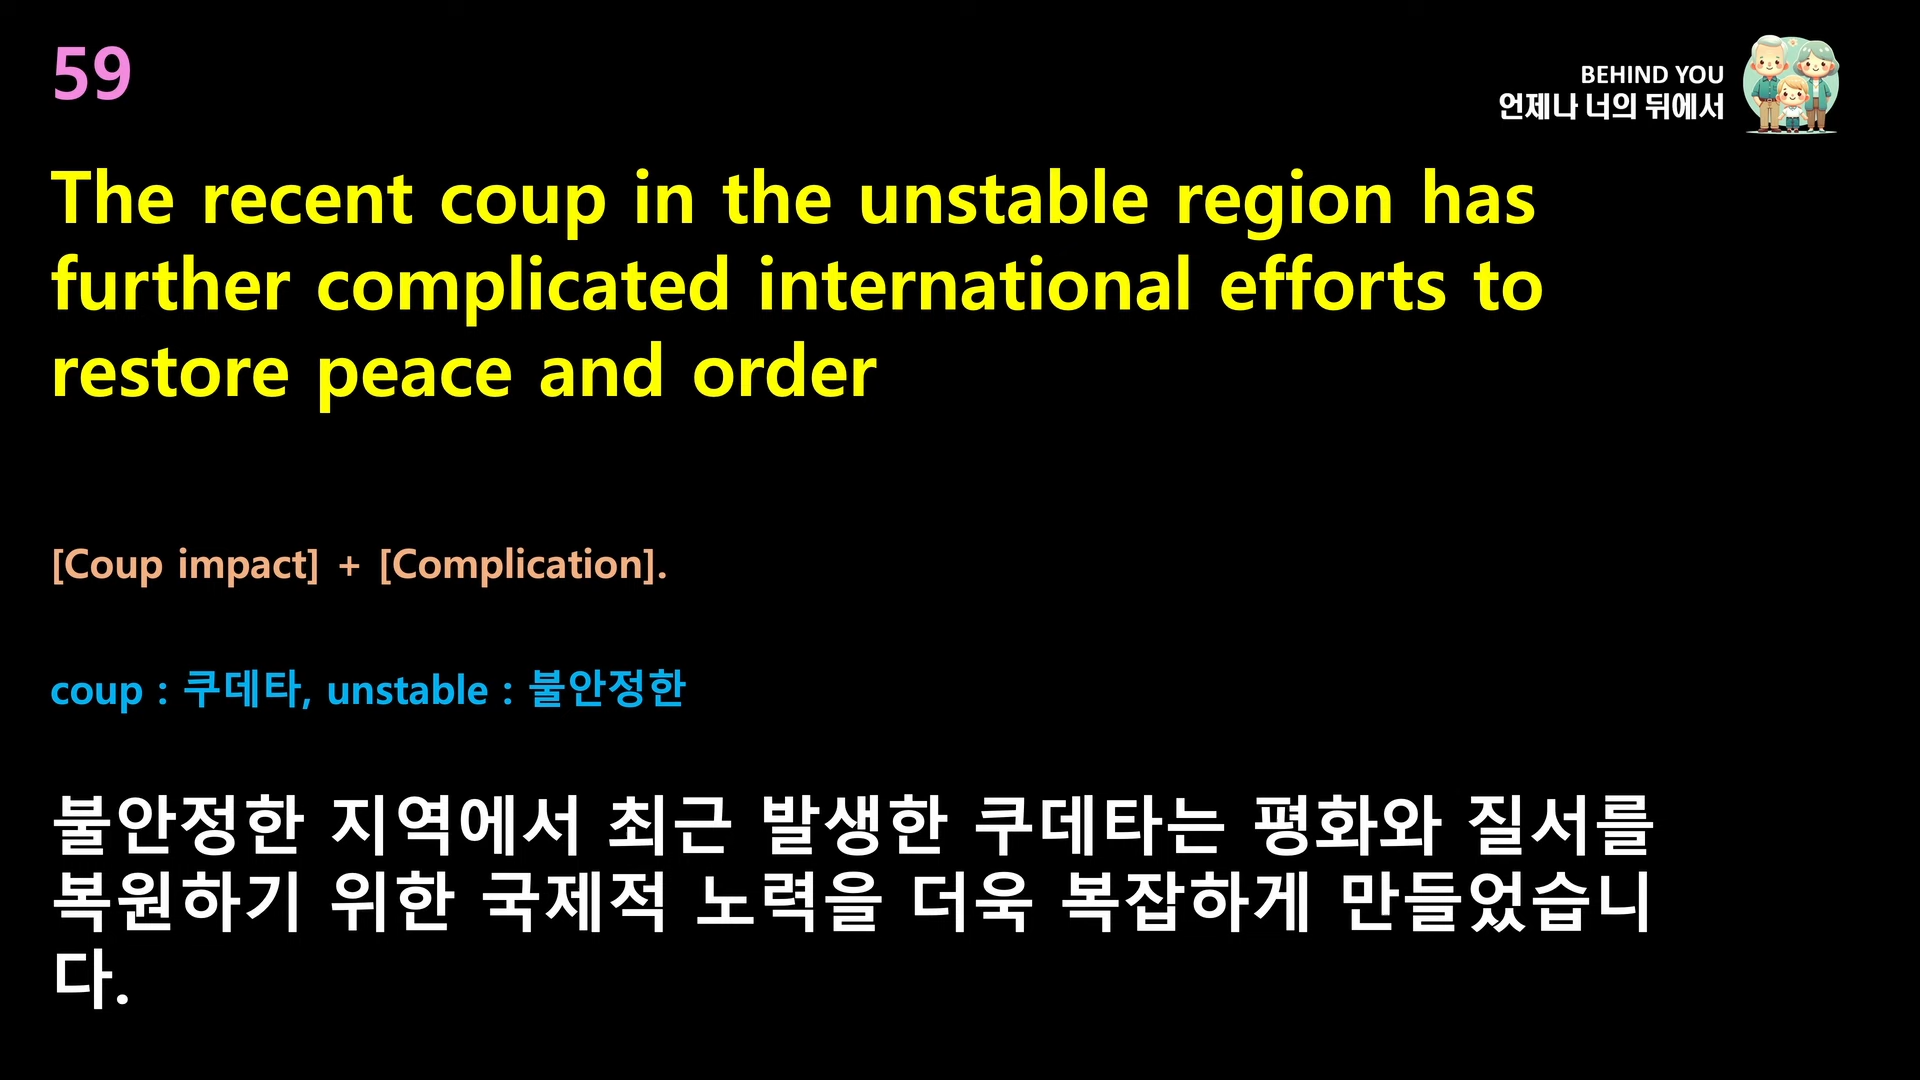 59
BEHIND YOU
언제나 너의 뒤에서
The recent coup in the unstable region has
further complicated international efforts to
restore peace and order
[Coup impact] + [Complication].
coup : 쿠데타, unstable : 불안정한
불안정한 지역에서 최근 발생한 쿠데타는 평화와 질서를
복원하기 위한 국제적 노력을 더욱 복잡하게 만들었습니
다.